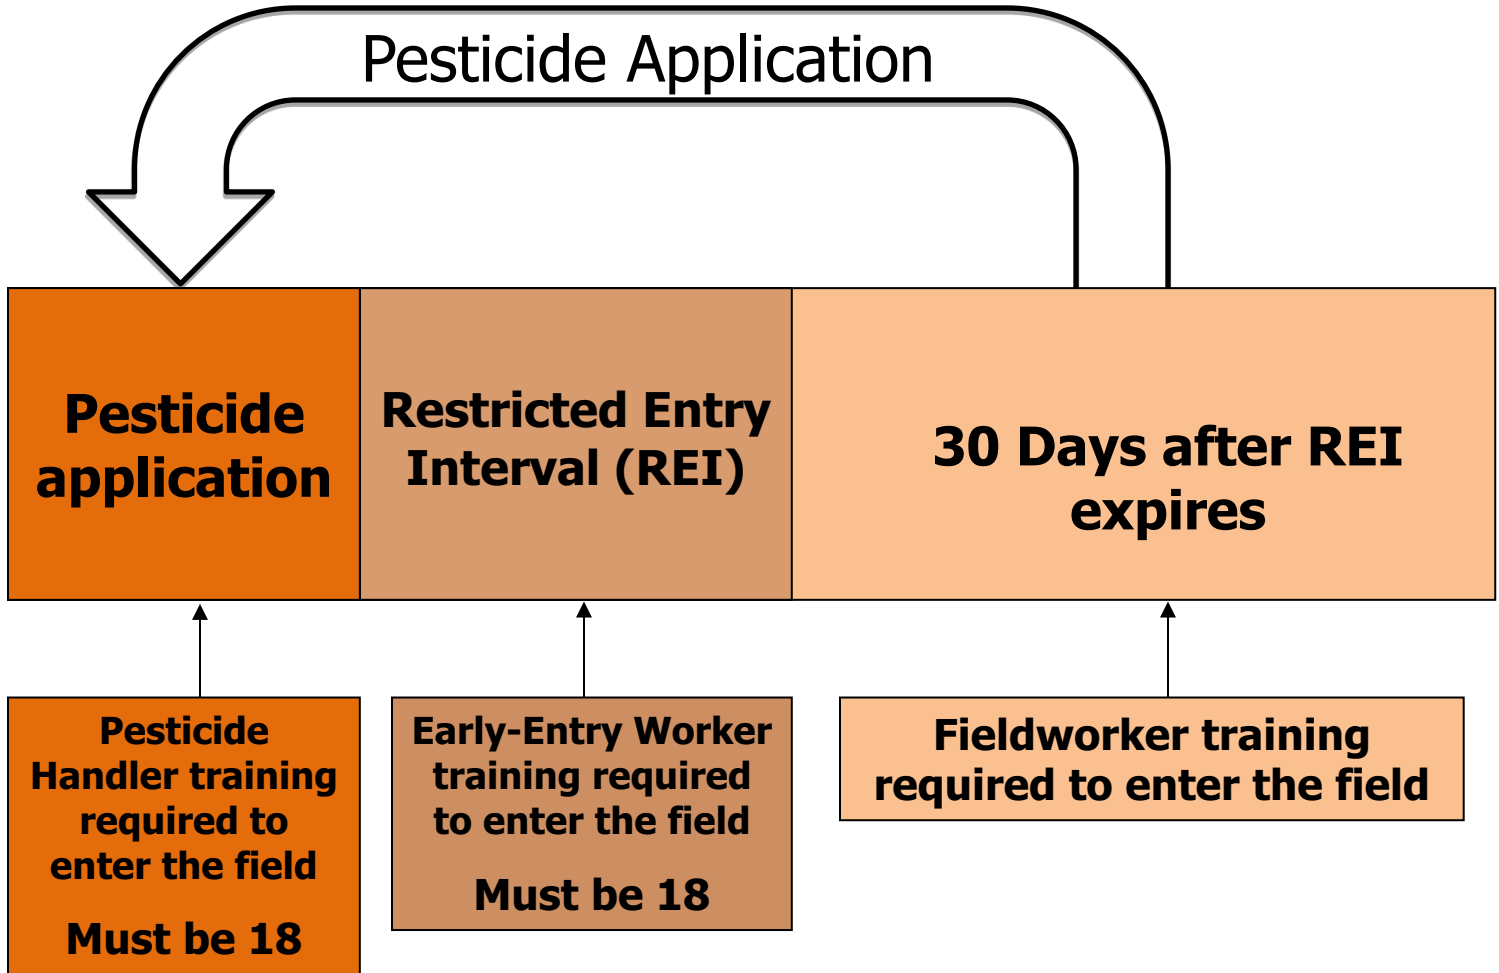 Pesticide Application
Pesticide
application
Restricted Entry
Interval (REI)
30 Days after REI
expires
Pesticide
Handler training
required to
enter the field
Must be 18
Early-Entry Worker
training required
to enter the field
Must be 18
Fieldworker training
required to enter the field